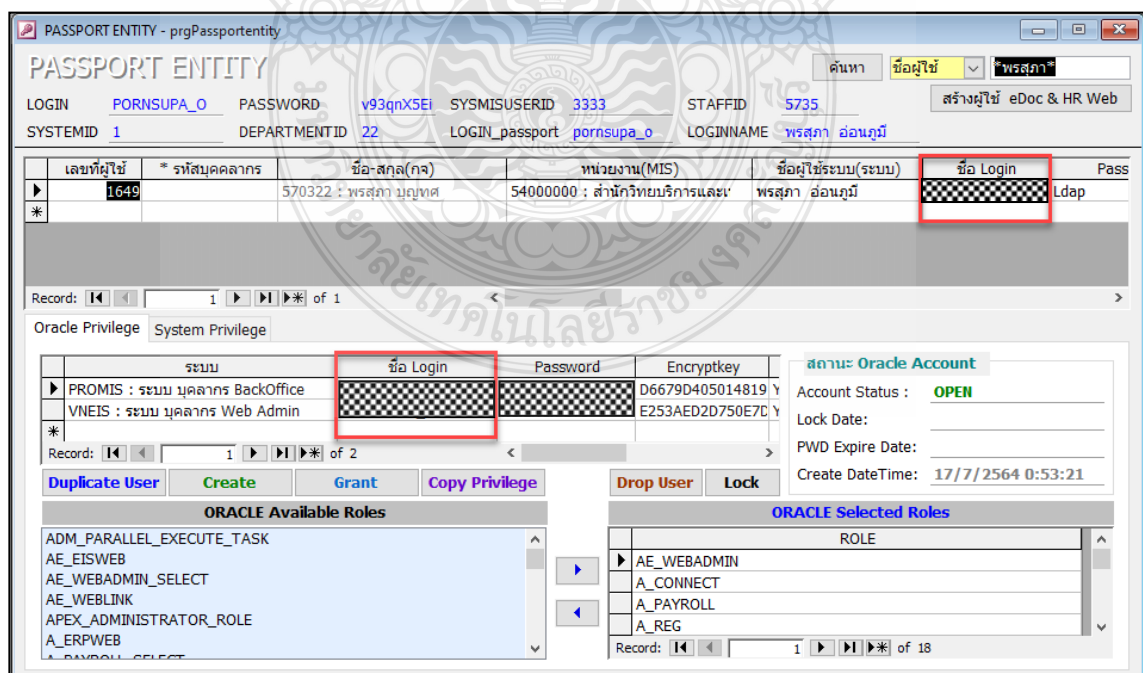 PASSPORT ENTITY - prgPassportentity
PASSPORT ENTITY ค้นหา ชื่อผู้ใช้ *พรสุภา*
LOGIN PORNSUPA_O PASSWORD v93qnX5Ei SYSMISUSERID 3333 STAFFID 5735 สร้างผู้ใช้ eDoc & HR Web
SYSTEMID 1 DEPARTMENTID 22 LOGIN_passport pornsupa_o LOGINNAME พรสุภา อ่อนภูมี
เลขที่ผู้ใช้ * รหัสบุคคลากร ชื่อ-สกุล(กจ) หน่วยงาน(MIS) ชื่อผู้ใช้ระบบ(ระบบ) ชื่อ Login Pass
1649 570322 : พรสุภา บุญทศ 54000000 : สำนักวิทยบริการและเ พรสุภา อ่อนภูมี Ldap
Record: 1 of 1
Oracle Privilege System Privilege
ระบบ ชื่อ Login Password Encryptkey
PROMIS : ระบบ บุคลากร BackOffice D6679D405014819 Y
VNEIS : ระบบ บุคลากร Web Admin E253AED2D750E7D Y
Record: 1 of 2
สถานะ Oracle Account
Account Status : OPEN
Lock Date:
PWD Expire Date:
Create DateTime: 17/7/2564 0:53:21
Duplicate User Create Grant Copy Privilege Drop User Lock
ORACLE Available Roles
ADM_PARALLEL_EXECUTE_TASK
AE_EISWEB
AE_WEBADMIN_SELECT
AE_WEBLINK
APEX_ADMINISTRATOR_ROLE
A_ERPWEB
A_PAYROLL_SELECT
ORACLE Selected Roles
ROLE
AE_WEBADMIN
A_CONNECT
A_PAYROLL
A_REG
Record: 1 of 18